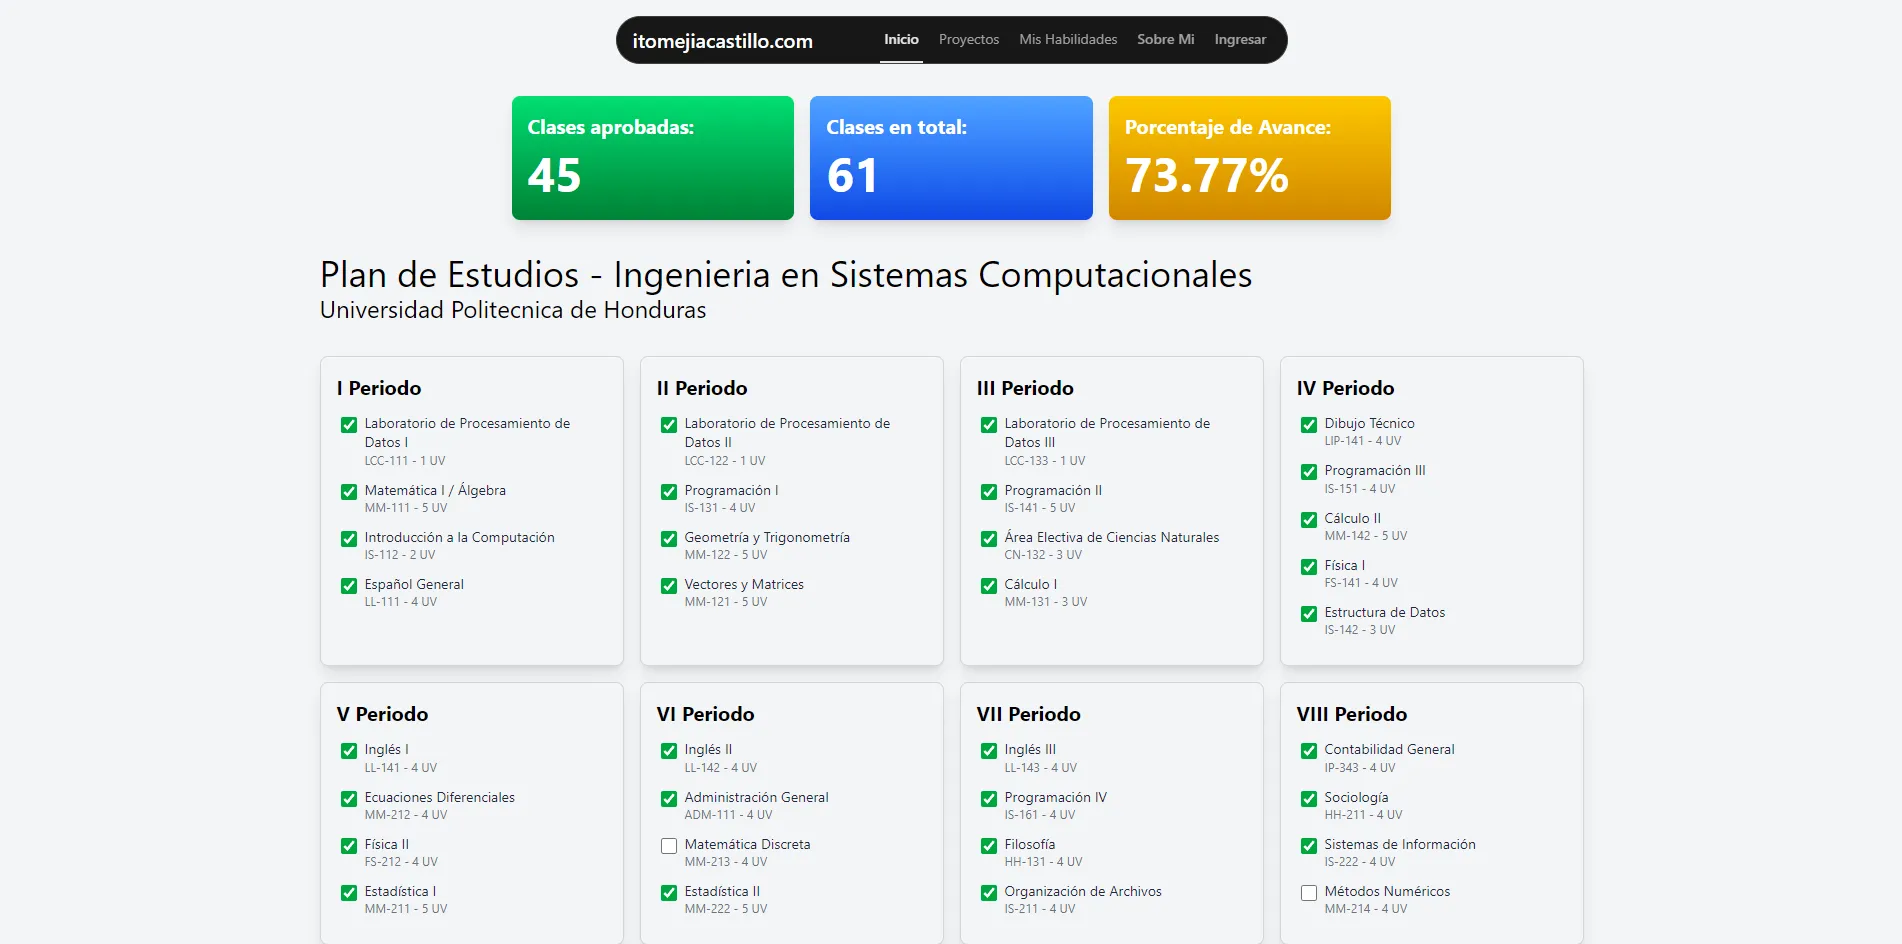 itomejiacastillo.com
Inicio
Proyectos
Mis Habilidades
Sobre Mi
Ingresar
Clases aprobadas:
45
Clases en total:
61
Porcentaje de Avance:
73.77%
Plan de Estudios - Ingenieria en Sistemas Computacionales
Universidad Politecnica de Honduras
I Periodo
Laboratorio de Procesamiento de
Datos I
LCC-111 - 1 UV
Matemática I / Álgebra
MM-111 - 5 UV
Introducción a la Computación
IS-112 - 2 UV
Español General
LL-111 - 4 UV
II Periodo
Laboratorio de Procesamiento de
Datos II
LCC-122 - 1 UV
Programación I
IS-131 - 4 UV
Geometría y Trigonometría
MM-122 - 5 UV
Vectores y Matrices
MM-121 - 5 UV
III Periodo
Laboratorio de Procesamiento de
Datos III
LCC-133 - 1 UV
Programación II
IS-141 - 5 UV
Área Electiva de Ciencias Naturales
CN-132 - 3 UV
Cálculo I
MM-131 - 3 UV
IV Periodo
Dibujo Técnico
LIP-141 - 4 UV
Programación III
IS-151 - 4 UV
Cálculo II
MM-142 - 5 UV
Física I
FS-141 - 4 UV
Estructura de Datos
IS-142 - 3 UV
V Periodo
Inglés I
LL-141 - 4 UV
Ecuaciones Diferenciales
MM-212 - 4 UV
Física II
FS-212 - 4 UV
Estadística I
MM-211 - 5 UV
VI Periodo
Inglés II
LL-142 - 4 UV
Administración General
ADM-111 - 4 UV
Matemática Discreta
MM-213 - 4 UV
Estadística II
MM-222 - 5 UV
VII Periodo
Inglés III
LL-143 - 4 UV
Programación IV
IS-161 - 4 UV
Filosofía
HH-131 - 4 UV
Organización de Archivos
IS-211 - 4 UV
VIII Periodo
Contabilidad General
IP-343 - 4 UV
Sociología
HH-211 - 4 UV
Sistemas de Información
IS-222 - 4 UV
Métodos Numéricos
MM-214 - 4 UV